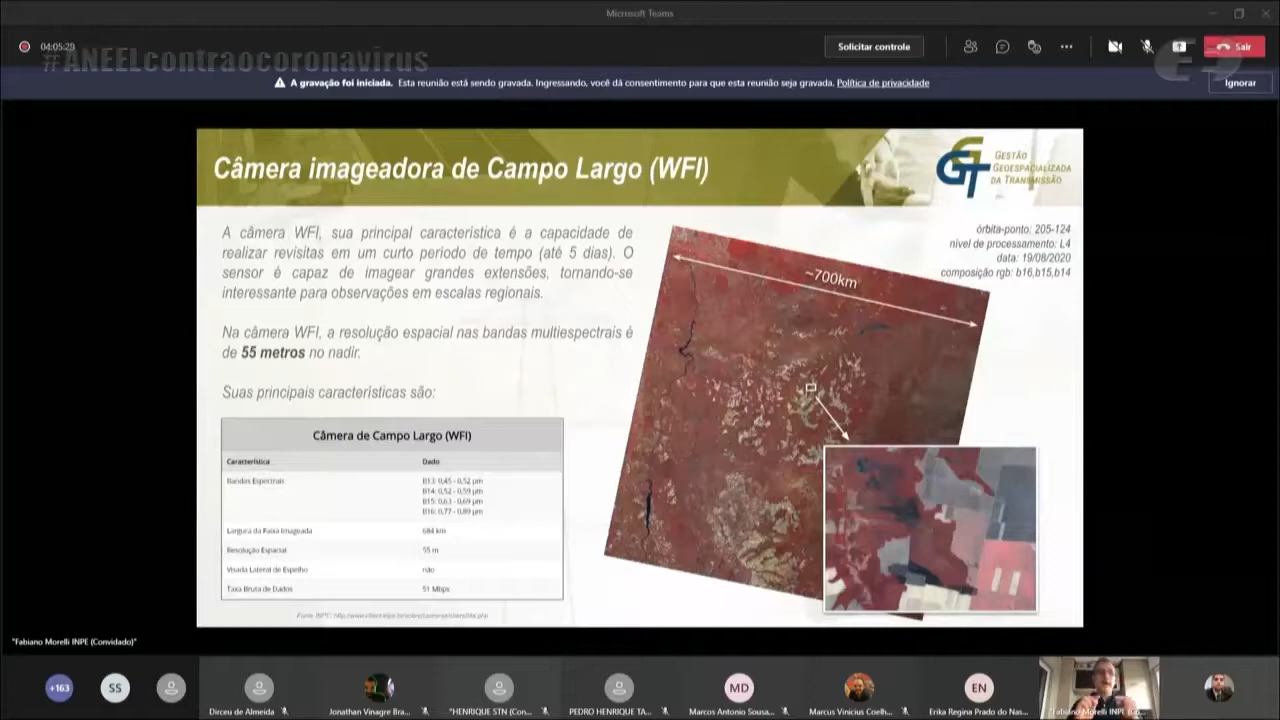 Microsoft Teams
04:05:29
#ANEELcontraocoronavirus
Solicitar controle
Sair
A gravação foi iniciada. Esta reunião está sendo gravada. Ingressando, você dá consentimento para que esta reunião seja gravada. Política de privacidade
Ignorar
Câmera imageadora de Campo Largo (WFI)
GESTÃO
GEOESPACIALIZADA
DA TRANSMISSÃO
A câmera WFI, sua principal característica é a capacidade de
realizar revisitas em um curto período de tempo (até 5 dias). O
sensor é capaz de imagear grandes extensões, tornando-se
interessante para observações em escalas regionais.
Na câmera WFI, a resolução espacial nas bandas multiespectrais é
de 55 metros no nadir.
Suas principais características são:
Câmera de Campo Largo (WFI)
Característica Dado
Bandas Espectrais B13: 0,45 - 0,52 µm
B14: 0,52 - 0,59 µm
B15: 0,63 - 0,69 µm
B16: 0,77 - 0,89 µm
Largura da Faixa Imageada 684 km
Resolução Espacial 55 m
Visada Lateral de Espelho não
Taxa Bruta de Dados 51 Mbps
Fonte INPE:
órbita-ponto: 205-124
nível de processamento: L4
data: 19/08/2020
composição rgb: b16,b15,b14
~700km
"Fabiano Morelli INPE (Convidado)"
+163
SS
Dirceu de Almeida
Jonathan Vinagre Bra...
"HENRIQUE STN (Con...
PEDRO HENRIQUE TA...
MD
Marcos Antonio Sousa...
Marcus Vinicius Coelh...
EN
Erika Regina Prado do Nas...
"Fabiano Morelli INPE (Co...